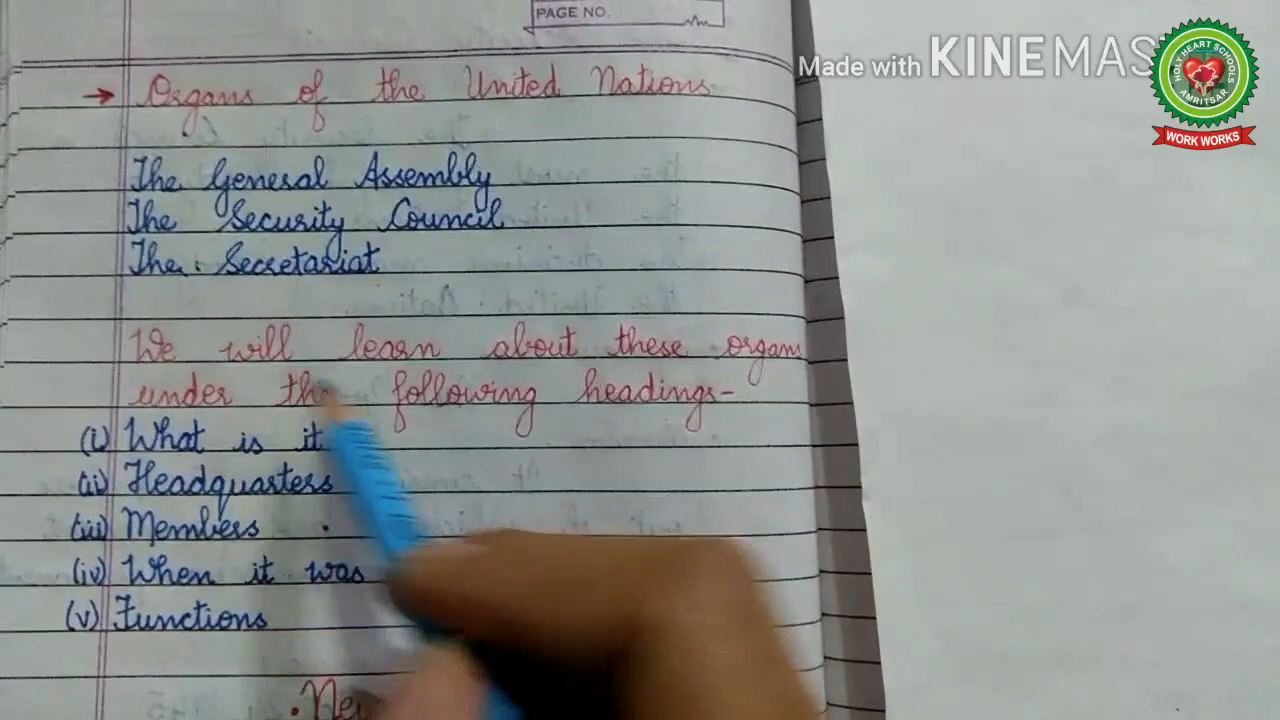 PAGE NO.
Made with KINEMAS
HOLY HEART SCHOOLS
AMRITSAR
WORK WORKS
→ Organs of the United Nations
The General Assembly
The Security Council
The Secretariat
We will learn about these organs
under the following headings-
(i) What is it
(ii) Headquarters
(iii) Members
(iv) When it was
(v) Functions